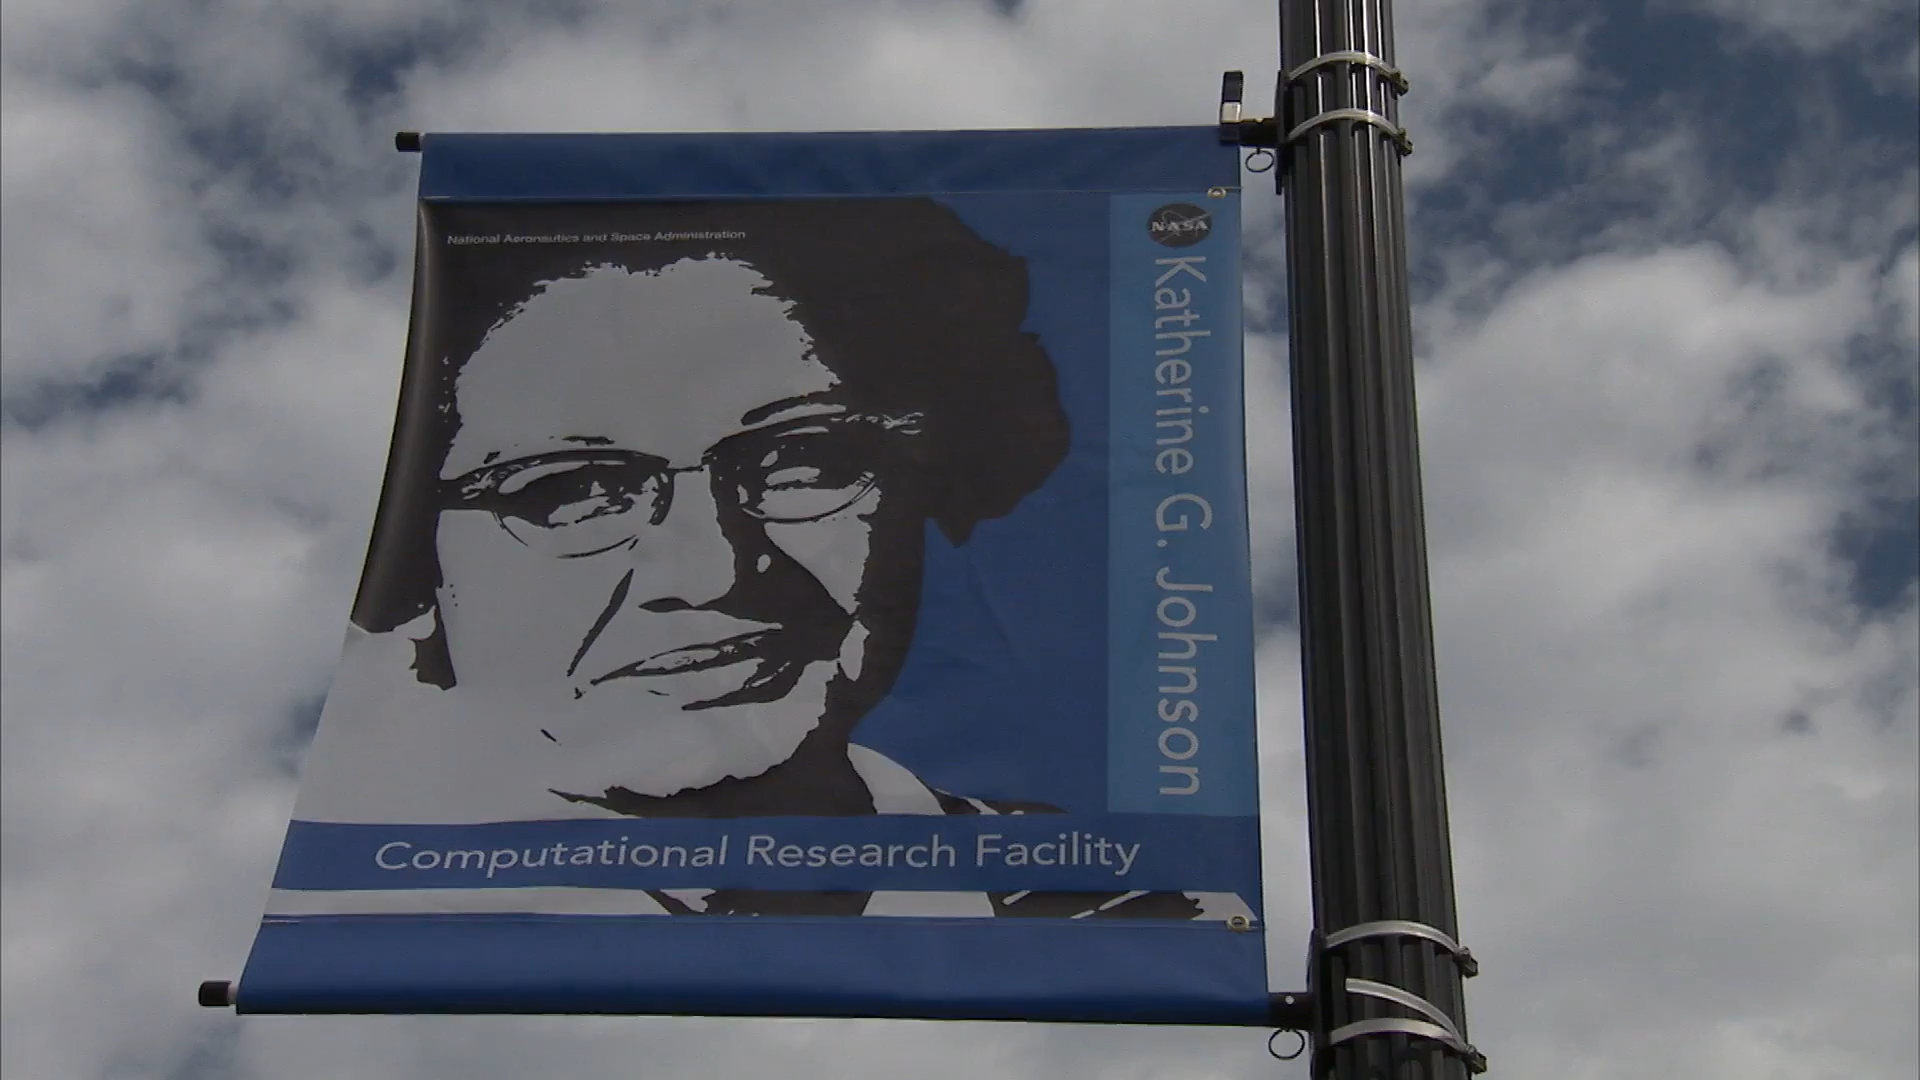 National Aeronautics and Space Administration
NASA
Katherine G. Johnson
Computational Research Facility